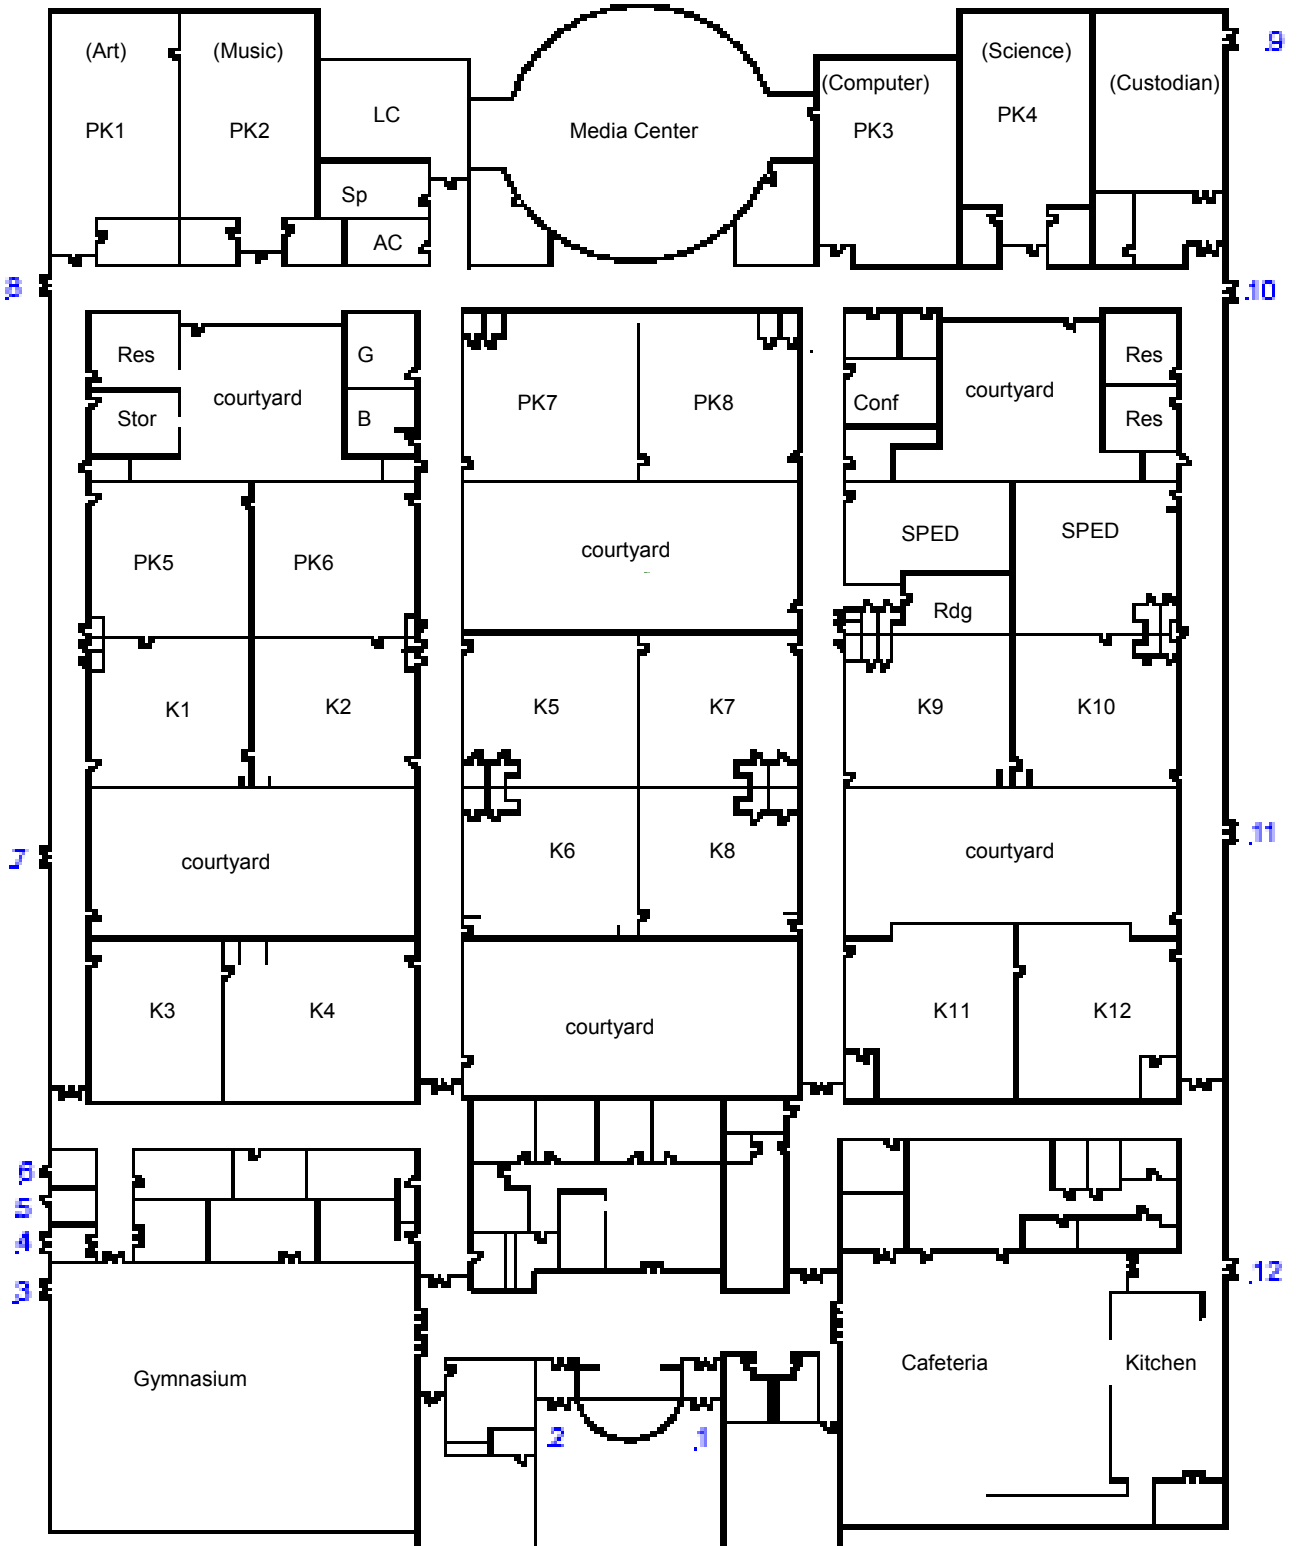 (Art)
(Music)
(Science)
.9
(Computer)
(Custodian)
LC
PK4
PK1
PK2
Media Center
PK3
Sp
AC
.8
.10
Res
G
Res
courtyard
courtyard
PK7
PK8
Conf
Stor
B
Res
SPED
SPED
courtyard
PK5
PK6
Rdg
K1
K2
K5
K7
K9
K10
.11
.7
courtyard
K6
K8
courtyard
K3
K4
K11
K12
courtyard
.6
.5
.4
.3
.12
Gymnasium
Cafeteria
Kitchen
.2
.1